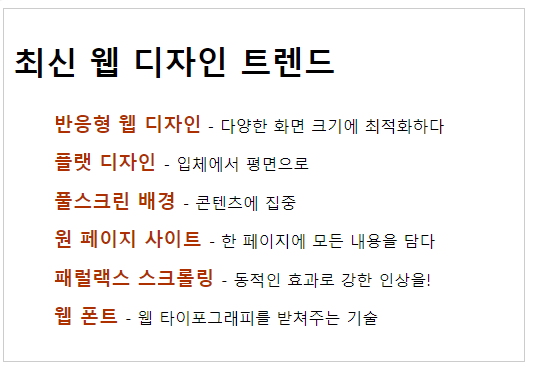 최신 웹 디자인 트렌드
반응형 웹 디자인 - 다양한 화면 크기에 최적화하다
플랫 디자인 - 입체에서 평면으로
풀스크린 배경 - 콘텐츠에 집중
원 페이지 사이트 - 한 페이지에 모든 내용을 담다
패럴랙스 스크롤링 - 동적인 효과로 강한 인상을!
웹 폰트 - 웹 타이포그래피를 받쳐주는 기술